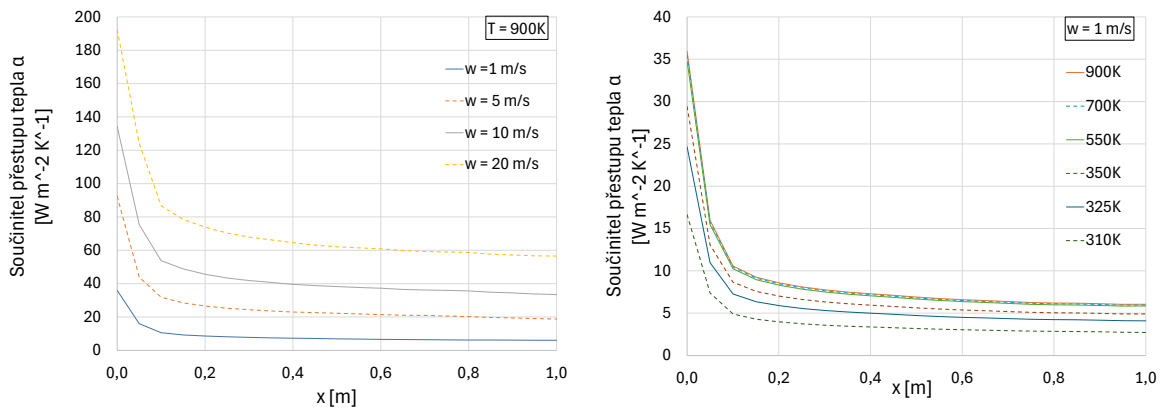 Součinitel přestupu tepla α
[W m^-2 K^-1]
200
180
160
140
120
100
80
60
40
20
0
T = 900K
w =1 m/s
w = 5 m/s
w = 10 m/s
w = 20 m/s
0,0 0,2 0,4 0,6 0,8 1,0
x [m]
Součinitel přestupu tepla α
[W m^-2 K^-1]
40
35
30
25
20
15
10
5
0
w = 1 m/s
900K
700K
550K
350K
325K
310K
0,0 0,2 0,4 0,6 0,8 1,0
x [m]